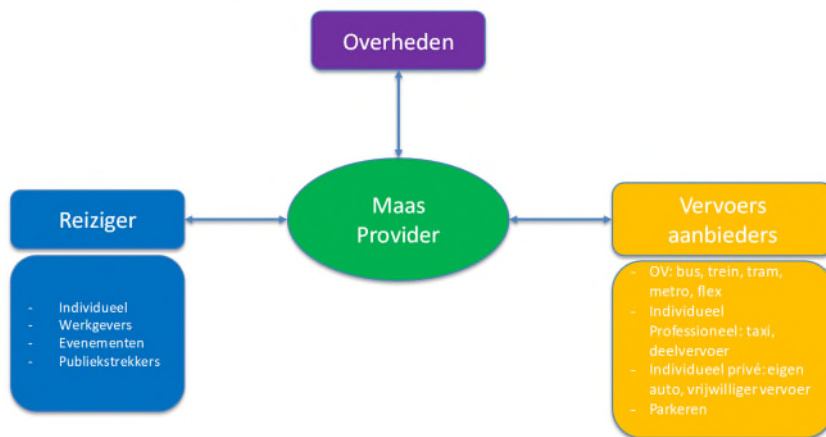 Overheden
Maas
Provider
Reiziger
Vervoers
aanbieders
- Individueel
- Werkgevers
- Evenementen
- Publiekstrekkers
- OV: bus, trein, tram,
metro, flex
- Individueel
Professioneel: taxi,
deelvervoer
- Individueel privé: eigen
auto, vrijwilliger vervoer
- Parkeren